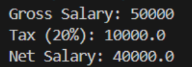 Gross Salary: 50000
Tax (20%): 10000.0
Net Salary: 40000.0